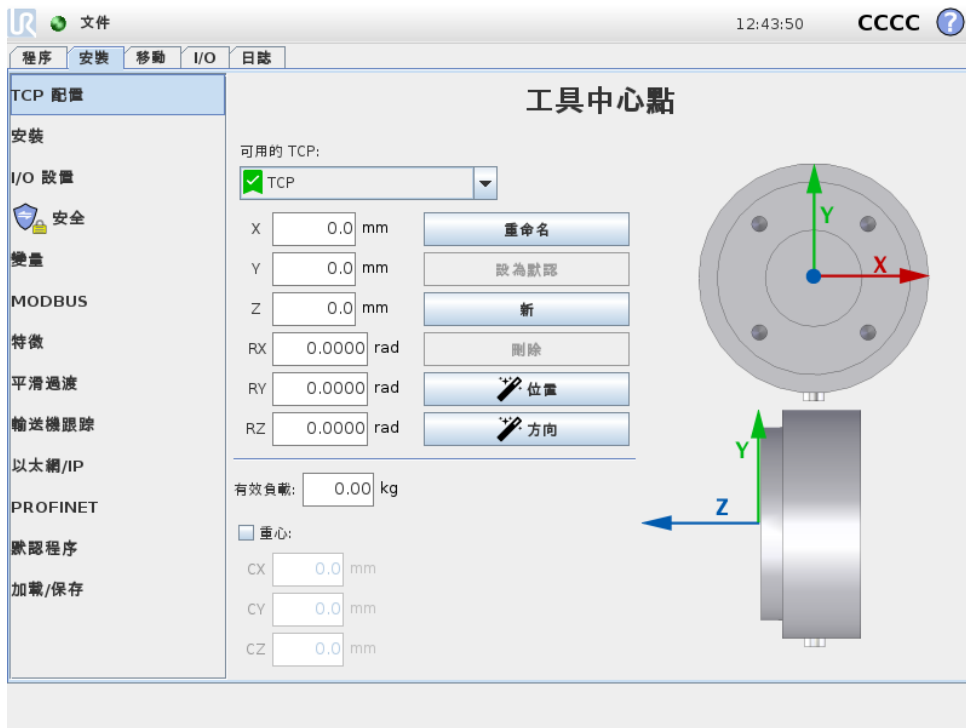 UR 文件 12:43:50 CCCC ?
程序 安裝 移動 I/O 日誌
TCP 配置
安裝
I/O 設置
安全
變量
MODBUS
特徵
平滑過渡
輸送機跟踪
以太網/IP
PROFINET
默認程序
加載/保存
工具中心點
可用的 TCP:
TCP
X 0.0 mm 重命名
Y 0.0 mm 設為默認
Z 0.0 mm 新
RX 0.0000 rad 刪除
RY 0.0000 rad 位置
RZ 0.0000 rad 方向
有效負載: 0.00 kg
重心:
CX 0.0 mm
CY 0.0 mm
CZ 0.0 mm
Y
X
Y
Z